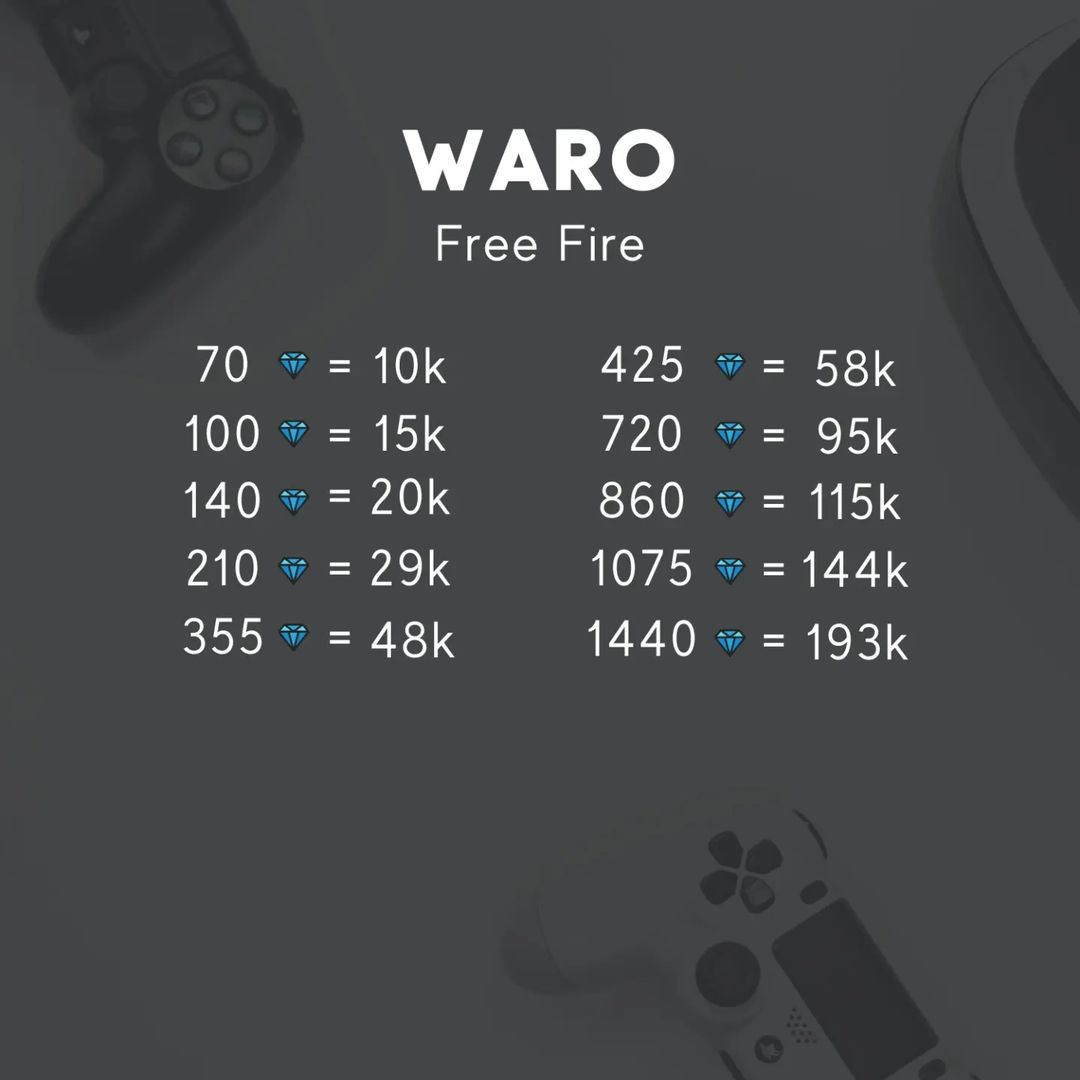 WARO
Free Fire
70 💎 = 10k
100 💎 = 15k
140 💎 = 20k
210 💎 = 29k
355 💎 = 48k
425 💎 = 58k
720 💎 = 95k
860 💎 = 115k
1075 💎 = 144k
1440 💎 = 193k